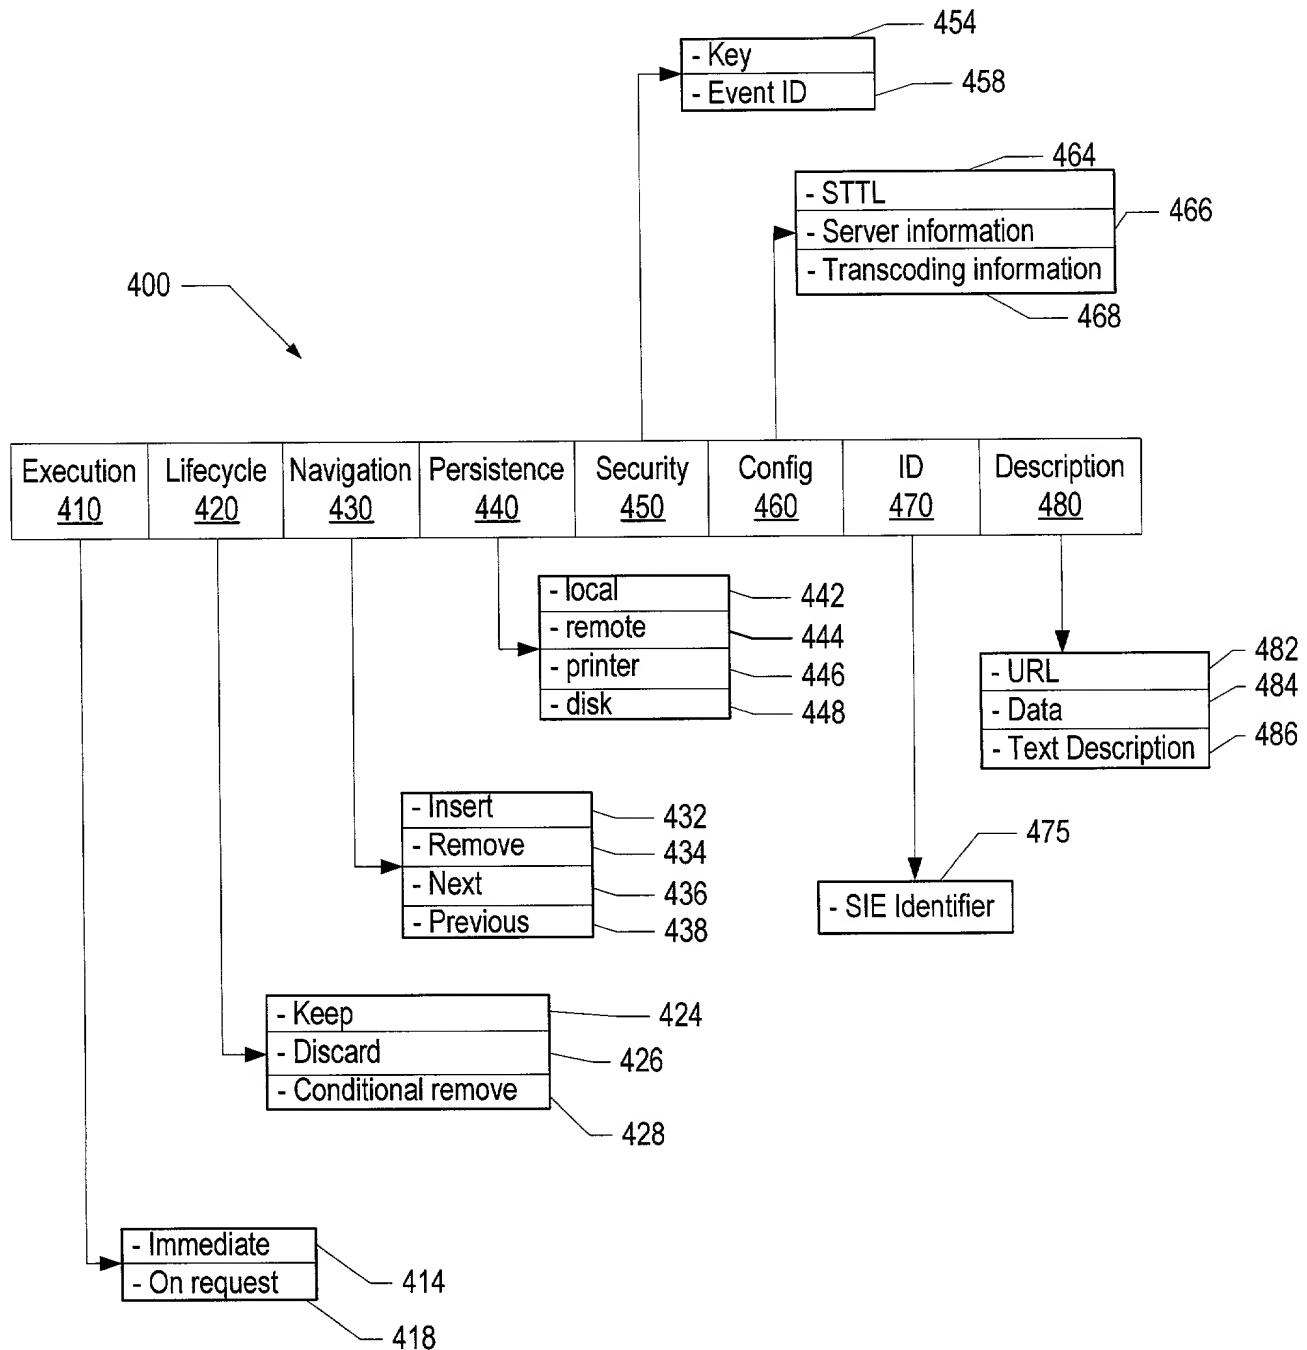 454
- Key
- Event ID
458
464
- STTL
466
- Server information
- Transcoding information
468
400
Execution
410
Lifecycle
420
Navigation
430
Persistence
440
Security
450
Config
460
ID
470
Description
480
- local
442
- remote
444
- printer
446
- disk
448
- URL
482
- Data
484
- Text Description
486
- Insert
432
- Remove
434
- Next
436
- Previous
438
475
- SIE Identifier
- Keep
424
- Discard
426
- Conditional remove
428
- Immediate
414
- On request
418